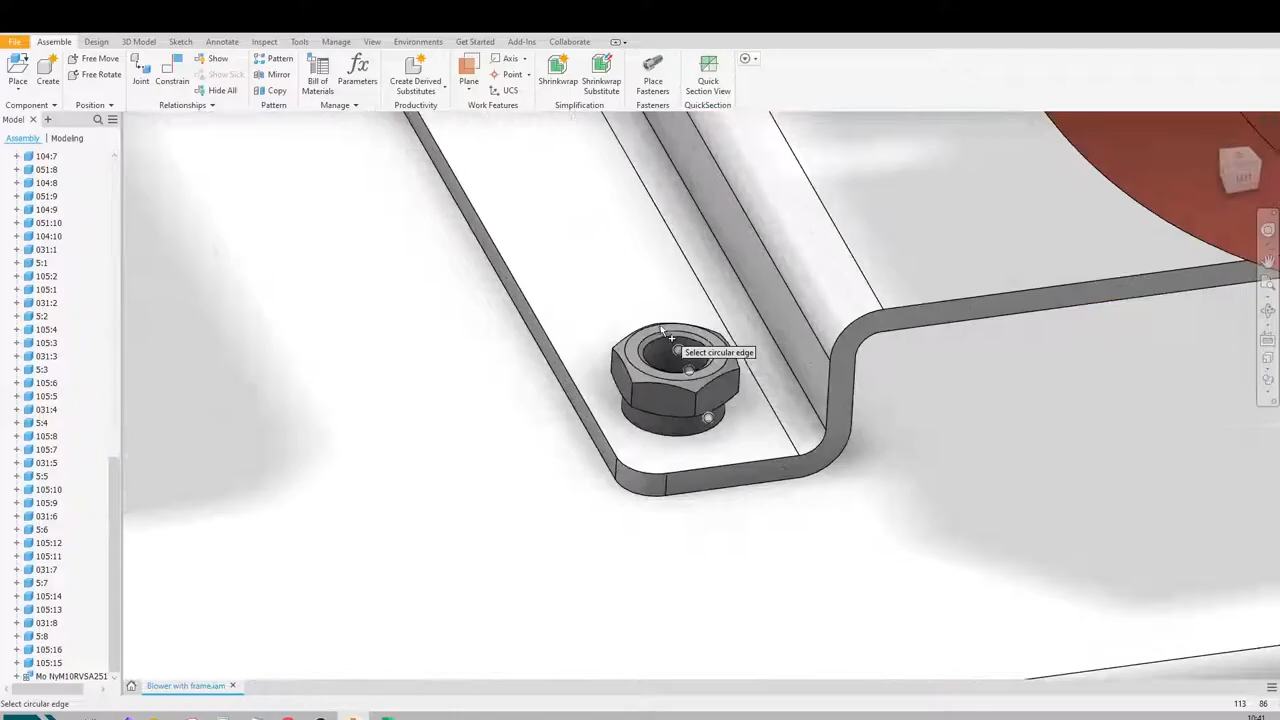 File Assemble Design 3D Model Sketch Annotate Inspect Tools Manage View Environments Get Started Add-Ins Collaborate
Place
Create
Free Move
Free Rotate
Joint
Constrain
Show
Show Sick
Hide All
Pattern
Mirror
Copy
Bill of
Materials
Parameters
Create Derived
Substitutes
Plane
Axis
Point
UCS
Shrinkwrap
Shrinkwrap
Substitute
Place
Fasteners
Quick
Section View
Component Position Relationships Pattern Manage Productivity Work Features Simplification Fasteners QuickSection
Model
Assembly Modeling
104:7
051:8
104:8
051:9
104:9
051:10
104:10
031:1
5:1
105:2
105:1
031:2
5:2
105:4
105:3
031:3
5:3
105:6
105:5
031:4
5:4
105:8
105:7
031:5
5:5
105:10
105:9
031:6
5:6
105:12
105:11
031:7
5:7
105:14
105:13
031:8
5:8
105:16
105:15
Mo NyM10RVSA251
Select circular edge
Blower with frame.iam
Select circular edge
113 86
10:41